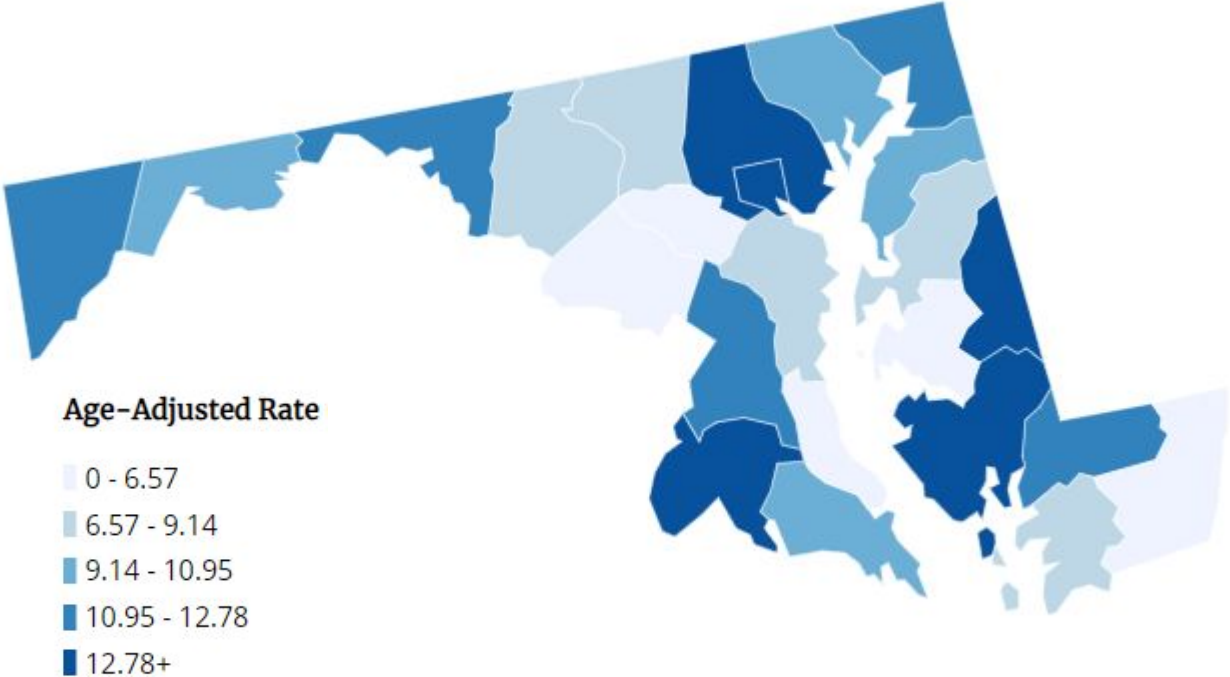 Age-Adjusted Rate
0 - 6.57
6.57 - 9.14
9.14 - 10.95
10.95 - 12.78
12.78+